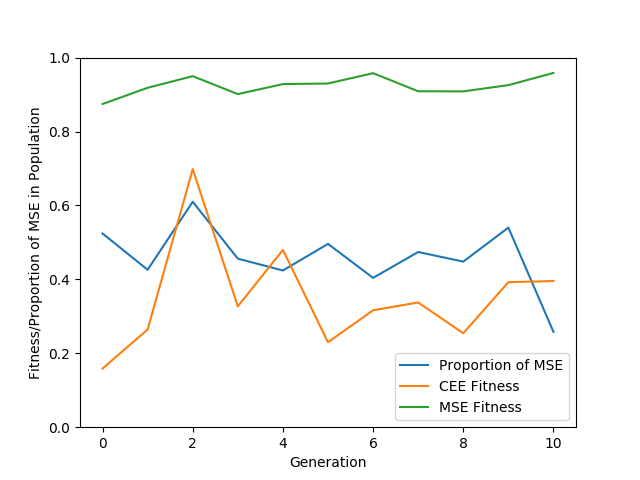 1.0
0.8
0.6
0.4
0.2
0.0
Fitness/Proportion of MSE in Population
0 2 4 6 8 10
Generation
Proportion of MSE
CEE Fitness
MSE Fitness